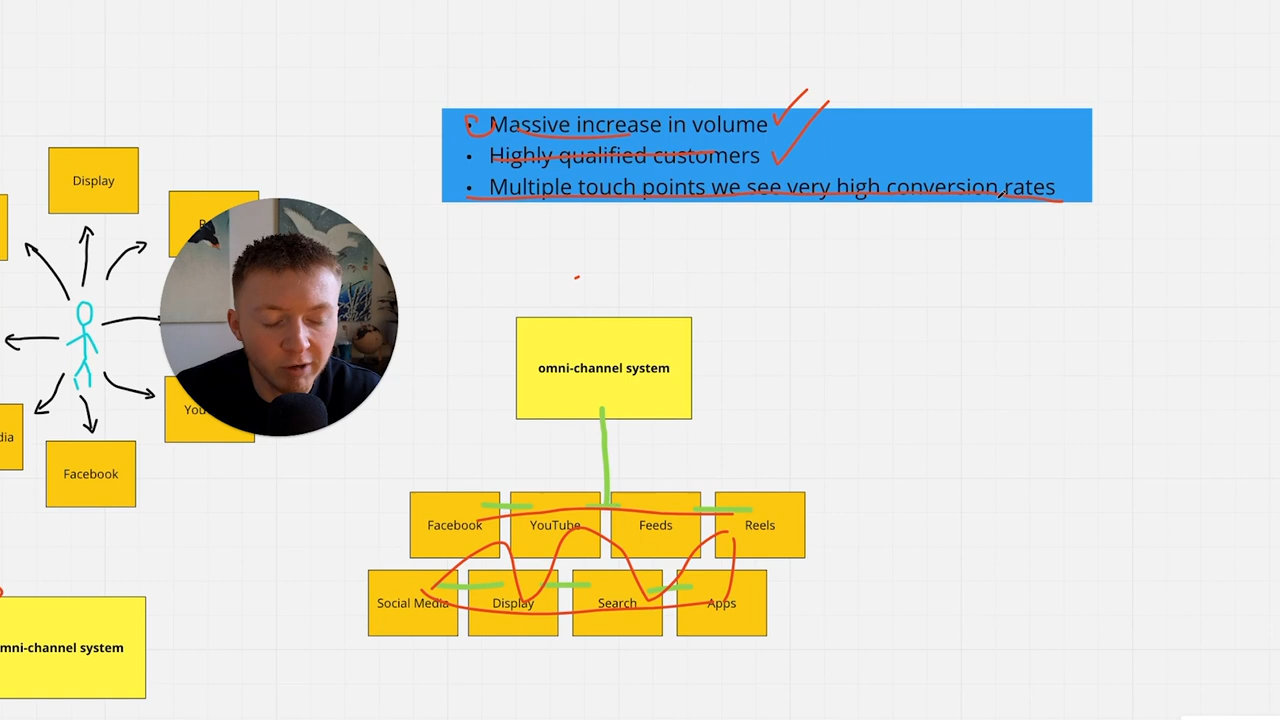 Massive increase in volume
Highly qualified customers
Multiple touch points we see very high conversion rates
Display
Facebook
omni-channel system
Facebook
YouTube
Feeds
Reels
Social Media
Display
Search
Apps
channel system